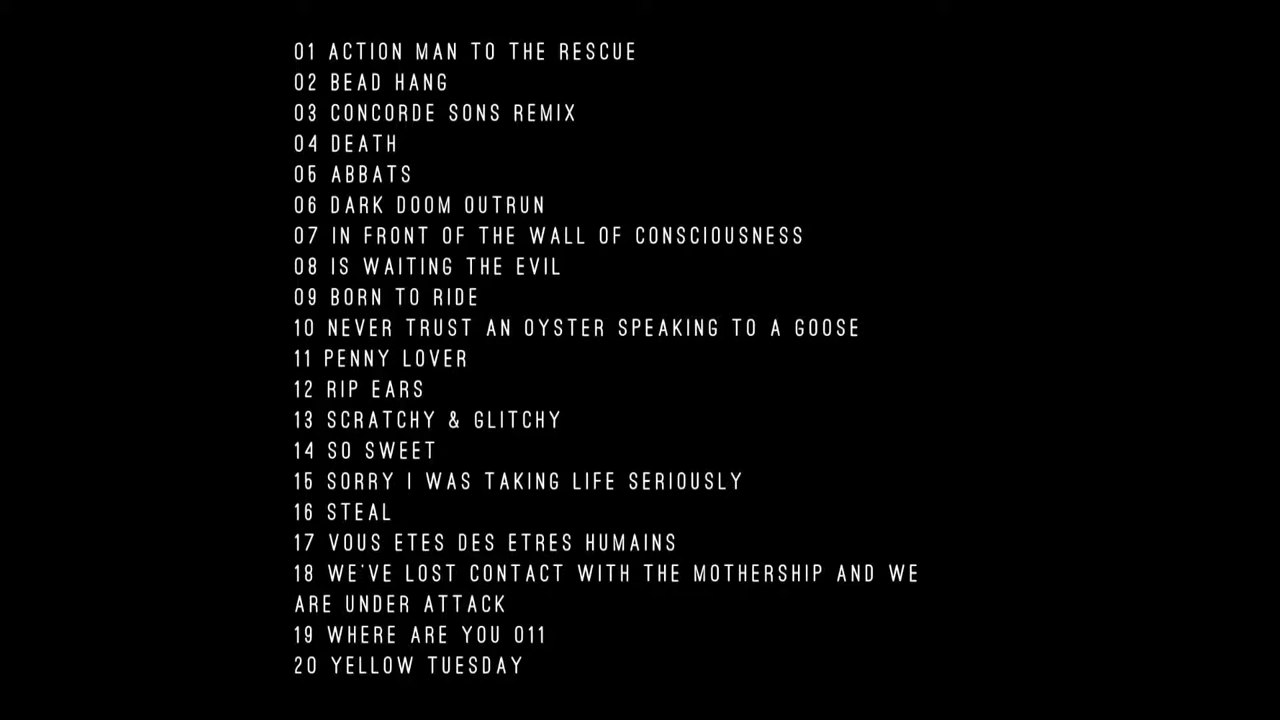 01 ACTION MAN TO THE RESCUE
02 BEAD HANG
03 CONCORDE SONS REMIX
04 DEATH
05 ABBATS
06 DARK DOOM OUTRUN
07 IN FRONT OF THE WALL OF CONSCIOUSNESS
08 IS WAITING THE EVIL
09 BORN TO RIDE
10 NEVER TRUST AN OYSTER SPEAKING TO A GOOSE
11 PENNY LOVER
12 RIP EARS
13 SCRATCHY & GLITCHY
14 SO SWEET
15 SORRY I WAS TAKING LIFE SERIOUSLY
16 STEAL
17 VOUS ETES DES ETRES HUMAINS
18 WE'VE LOST CONTACT WITH THE MOTHERSHIP AND WE
ARE UNDER ATTACK
19 WHERE ARE YOU 011
20 YELLOW TUESDAY